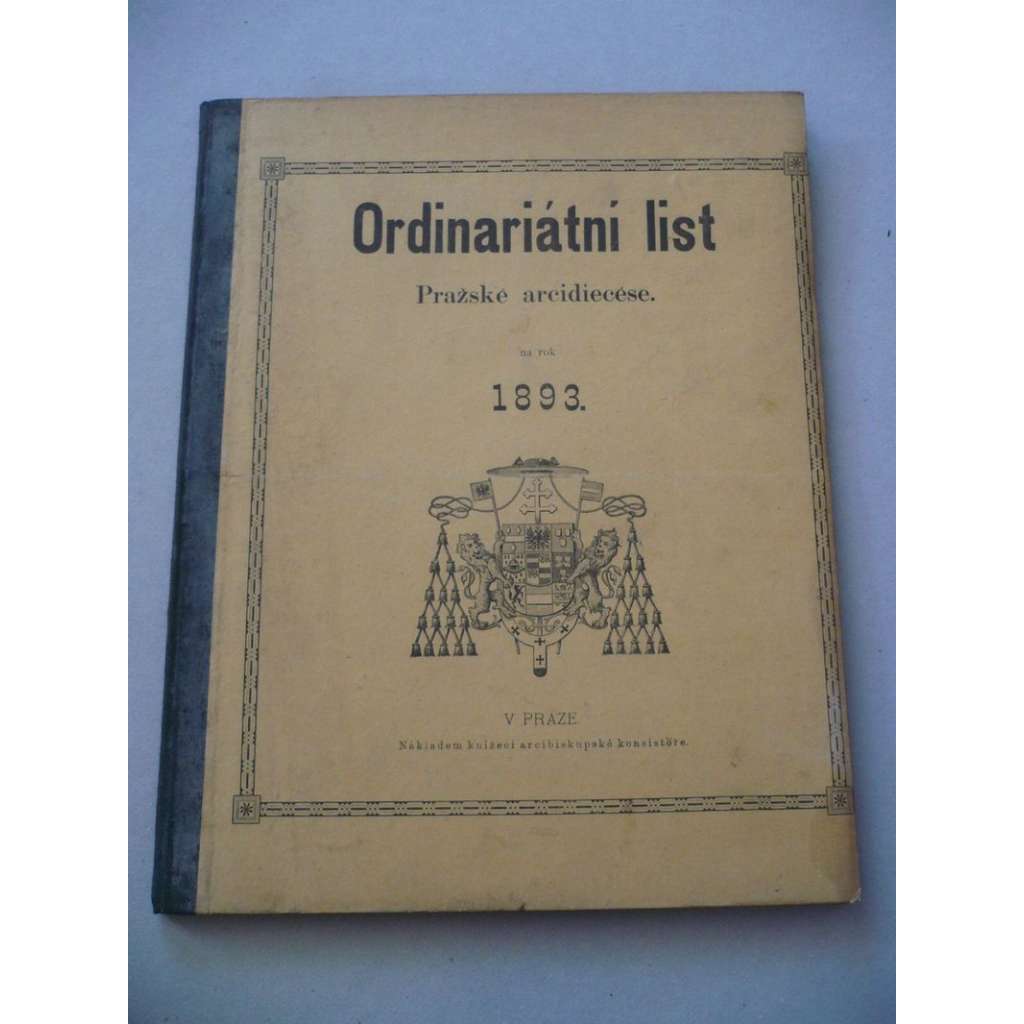 Ordinariátní list
Pražské arcidiecése.
na rok
1893.
V PRAZE.
Nákladem knížecí arcibiskupské konsistoře.